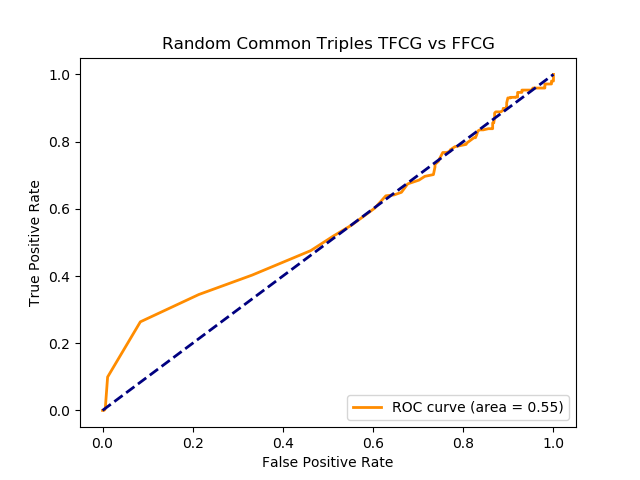 Random Common Triples TFCG vs FFCG
1.0
0.8
0.6
0.4
0.2
0.0
True Positive Rate
ROC curve (area = 0.55)
0.0 0.2 0.4 0.6 0.8 1.0
False Positive Rate